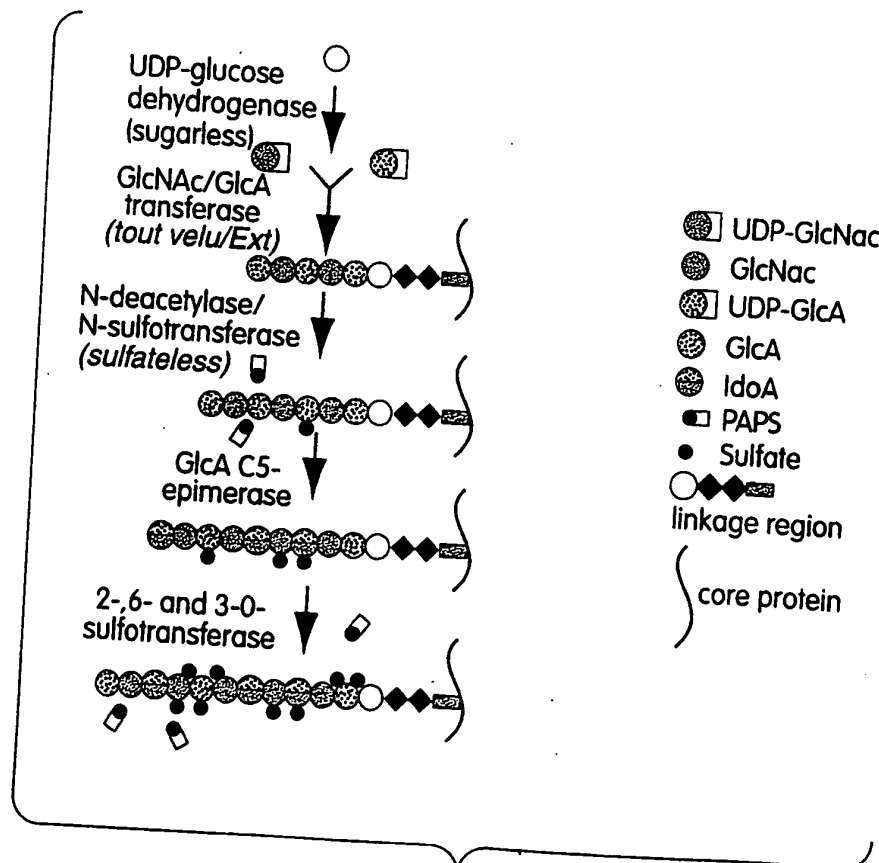 UDP-glucose
dehydrogenase
(sugarless)
GlcNAc/GlcA
transferase
(tout velu/Ext)
N-deacetylase/
N-sulfotransferase
(sulfateless)
GlcA C5-
epimerase
2-,6- and 3-0-
sulfotransferase
UDP-GlcNac
GlcNac
UDP-GlcA
GlcA
IdoA
PAPS
Sulfate
linkage region
core protein